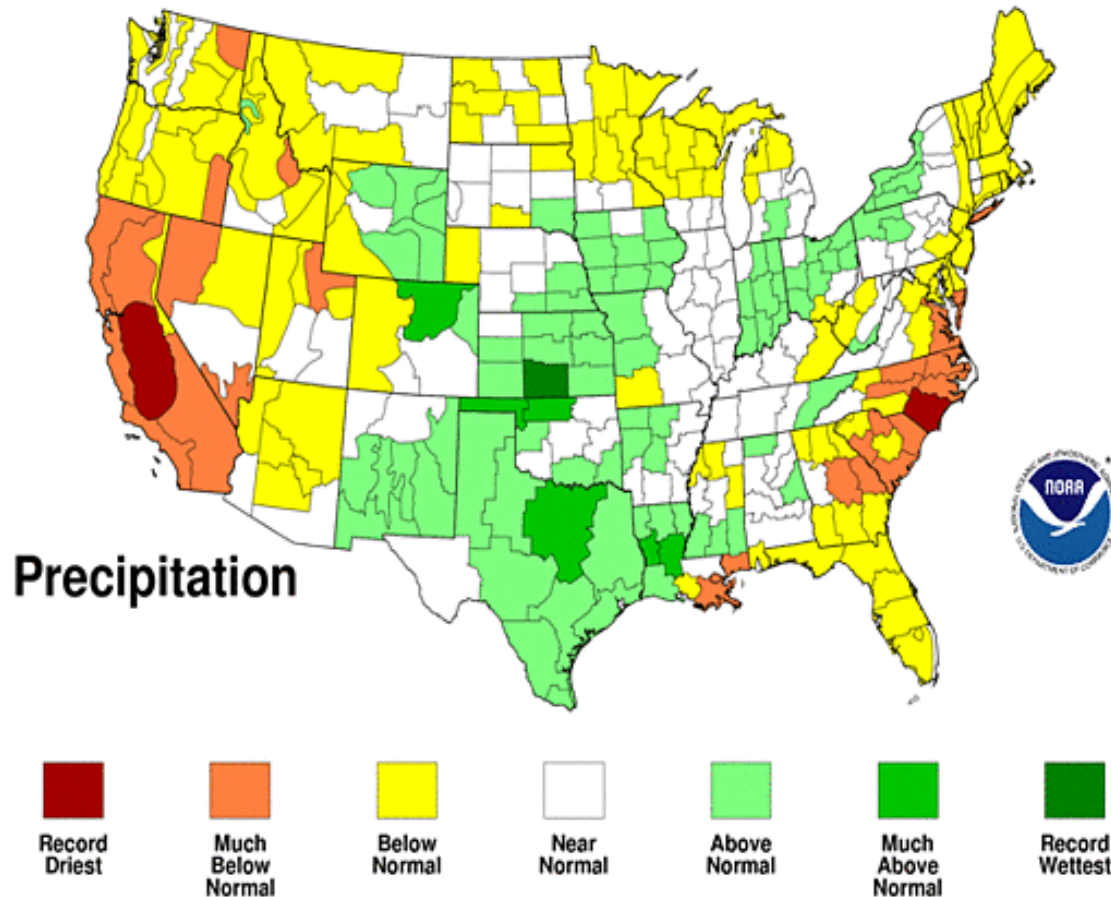 NOAA
Precipitation
Record
Driest
Much
Below
Normal
Below
Normal
Near
Normal
Above
Normal
Much
Above
Normal
Record
Wettest